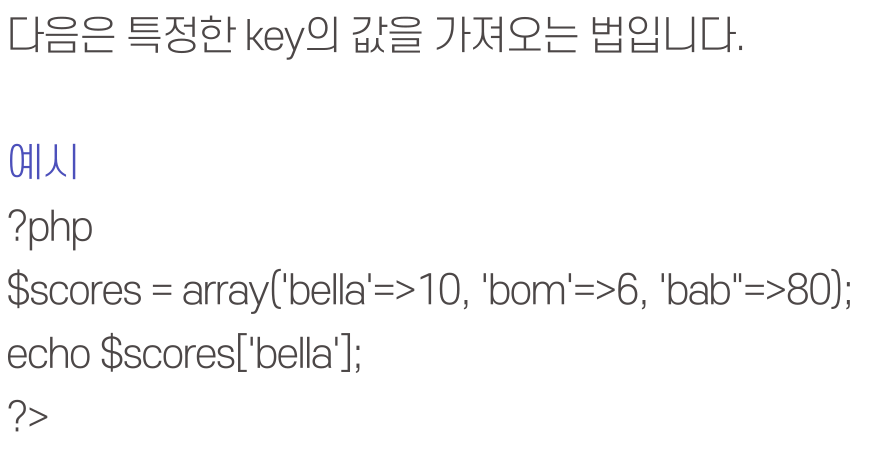 다음은 특정한 key의 값을 가져오는 법입니다.
예시
?php
$scores = array('bella'=>10, 'bom'=>6, 'bab"=>80);
echo $scores['bella'];
?>